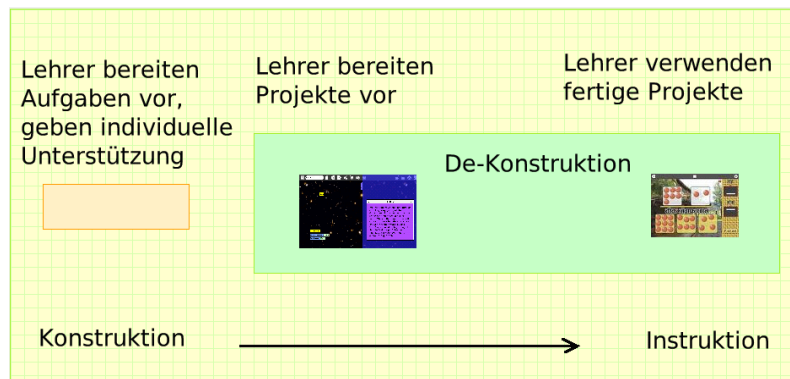 Lehrer bereiten
Aufgaben vor,
geben individuelle
Unterstützung
Lehrer bereiten
Projekte vor
Lehrer verwenden
fertige Projekte
De-Konstruktion
Konstruktion
Instruktion